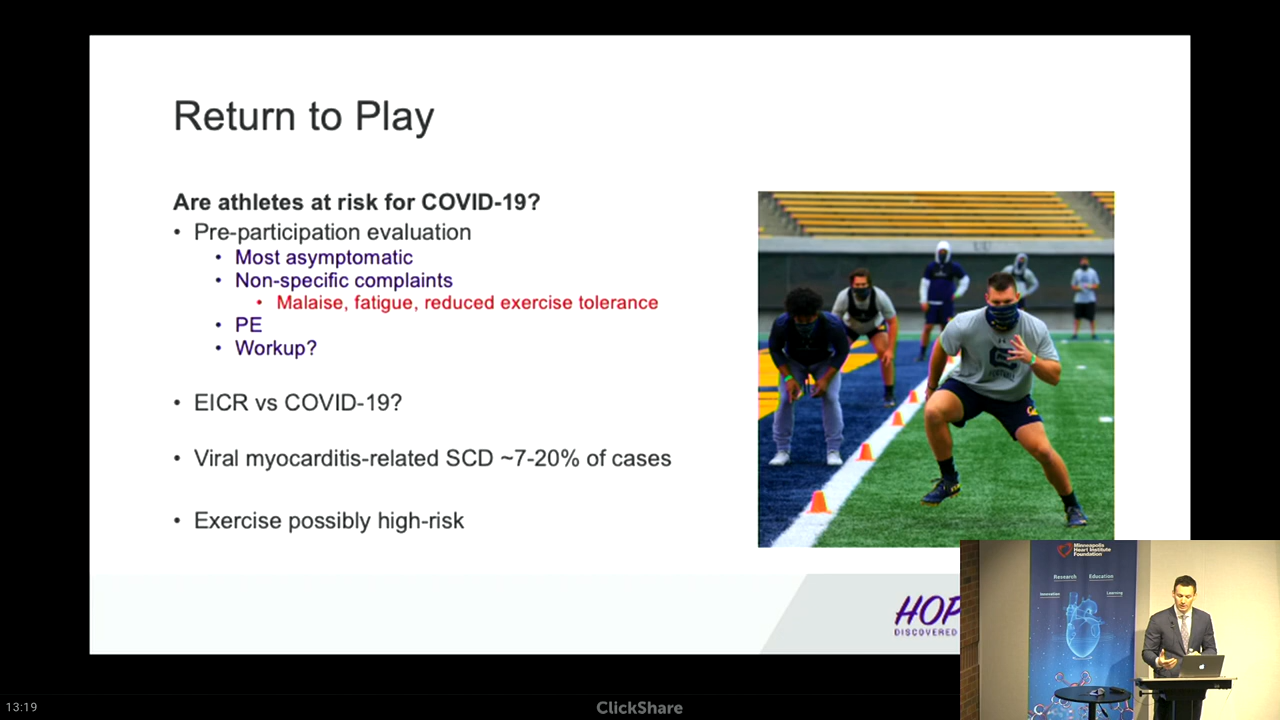 Return to Play
Are athletes at risk for COVID-19?
• Pre-participation evaluation
• Most asymptomatic
• Non-specific complaints
• Malaise, fatigue, reduced exercise tolerance
• PE
• Workup?
• EICR vs COVID-19?
• Viral myocarditis-related SCD ~7-20% of cases
• Exercise possibly high-risk
HOP
DISCOVERED
Minneapolis
Heart Institute
Foundation
Research Education
Innovation Learning
13:19
ClickShare